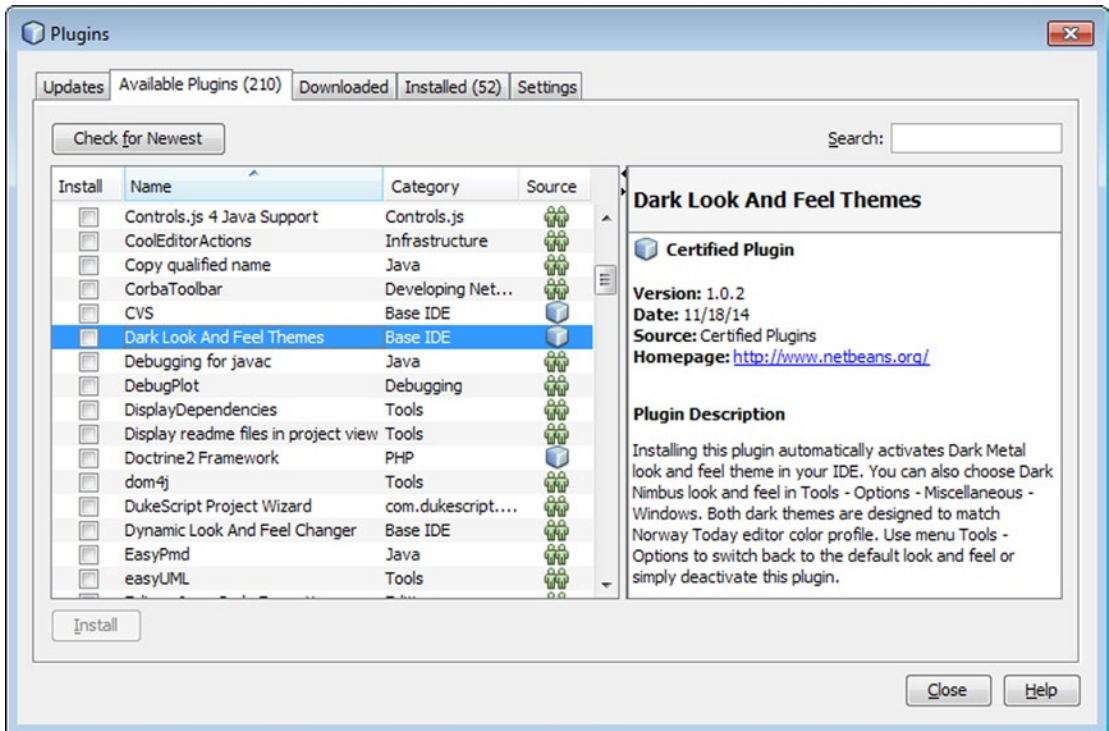 Plugins
Updates Available Plugins (210) Downloaded Installed (52) Settings
Check for Newest Search:
Install Name Category Source
Controls.js 4 Java Support Controls.js
CoolEditorActions Infrastructure
Copy qualified name Java
CorbaToolbar Developing Net...
CVS Base IDE
Dark Look And Feel Themes Base IDE
Debugging for javac Java
DebugPlot Debugging
DisplayDependencies Tools
Display readme files in project view Tools
Doctrine2 Framework PHP
dom4j Tools
DukeScript Project Wizard com.dukescript....
Dynamic Look And Feel Changer Base IDE
EasyPmd Java
easyUML Tools
Dark Look And Feel Themes
Certified Plugin
Version: 1.0.2
Date: 11/18/14
Source: Certified Plugins
Homepage: http://www.netbeans.org/
Plugin Description
Installing this plugin automatically activates Dark Metal
look and feel theme in your IDE. You can also choose Dark
Nimbus look and feel in Tools - Options - Miscellaneous -
Windows. Both dark themes are designed to match
Norway Today editor color profile. Use menu Tools -
Options to switch back to the default look and feel or
simply deactivate this plugin.
Install
Close Help